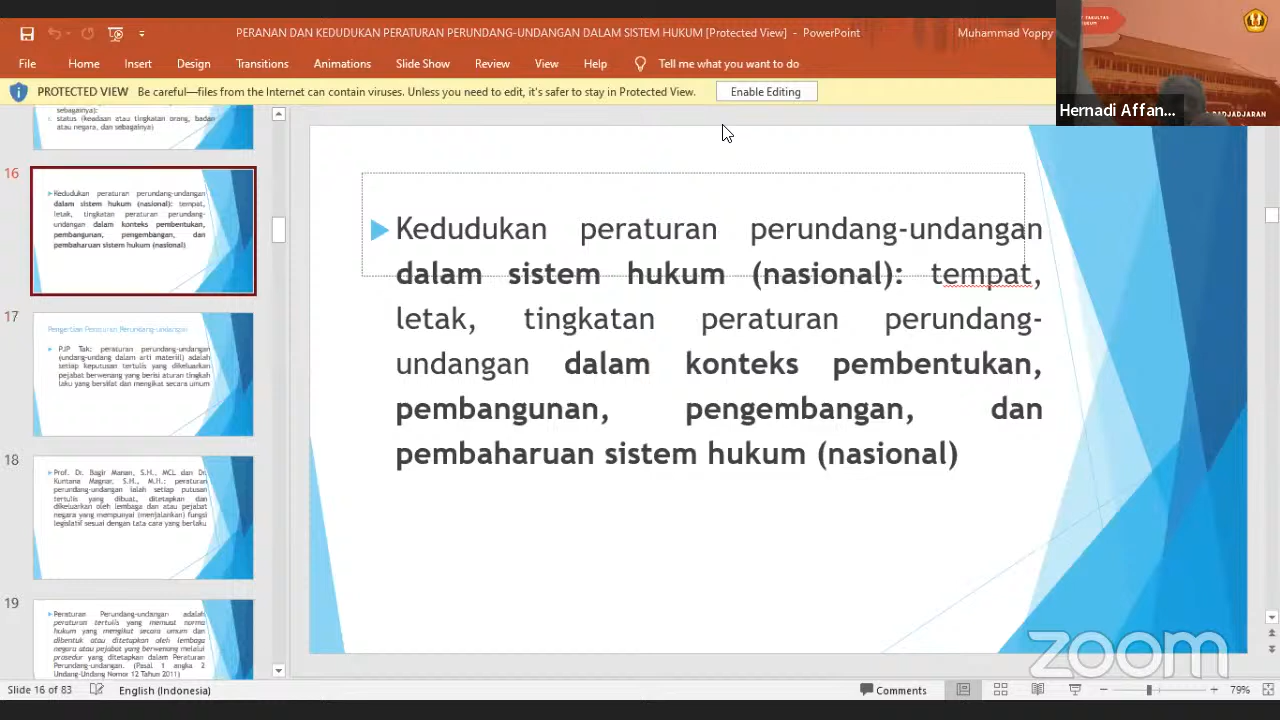 PERANAN DAN KEDUDUKAN PERATURAN PERUNDANG-UNDANGAN DALAM SISTEM HUKUM [Protected View] - PowerPoint
Muhammad Yoppy
File Home Insert Design Transitions Animations Slide Show Review View Help Tell me what you want to do
PROTECTED VIEW Be careful—files from the Internet can contain viruses. Unless you need to edit, it's safer to stay in Protected View. Enable Editing
Hernadi Affan...
sebagainya):
c. status (keadaan atau tingkatan orang, badan
atau negara, dan sebagainya)
16
Kedudukan peraturan perundang-undangan
dalam sistem hukum (nasional): tempat,
letak, tingkatan peraturan perundang-
undangan dalam konteks pembentukan,
pembangunan, pengembangan, dan
pembaharuan sistem hukum (nasional)
17
Pengertian Peraturan Perundang-undangan
PJP Tak: peraturan perundang-undangan
(undang-undang dalam arti materiil) adalah
setiap keputusan tertulis yang dikeluarkan
pejabat berwenang yang berisi aturan tingkah
laku yang bersifat dan mengikat secara umum
18
Prof. Dr. Bagir Manan, S.H., MCL dan Dr.
Kuntana Magnar, S.H., M.H.: peraturan
perundang-undangan ialah setiap putusan
tertulis yang dibuat, ditetapkan dan
dikeluarkan oleh lembaga dan atau pejabat
negara yang mempunyai (menjalankan) fungsi
legislatif sesuai dengan tata cara yang berlaku
19
Peraturan Perundang-undangan adalah
peraturan tertulis yang memuat norma
hukum yang mengikat secara umum dan
dibentuk atau ditetapkan oleh lembaga
negara atau pejabat yang berwenang melalui
prosedur yang ditetapkan dalam Peraturan
Perundang-undangan. (Pasal 1 angka 2
Undang-Undang Nomor 12 Tahun 2011)
Kedudukan peraturan perundang-undangan
dalam sistem hukum (nasional): tempat,
letak, tingkatan peraturan perundang-
undangan dalam konteks pembentukan,
pembangunan, pengembangan, dan
pembaharuan sistem hukum (nasional)
zoom
Slide 16 of 83 English (Indonesia) Comments 79%